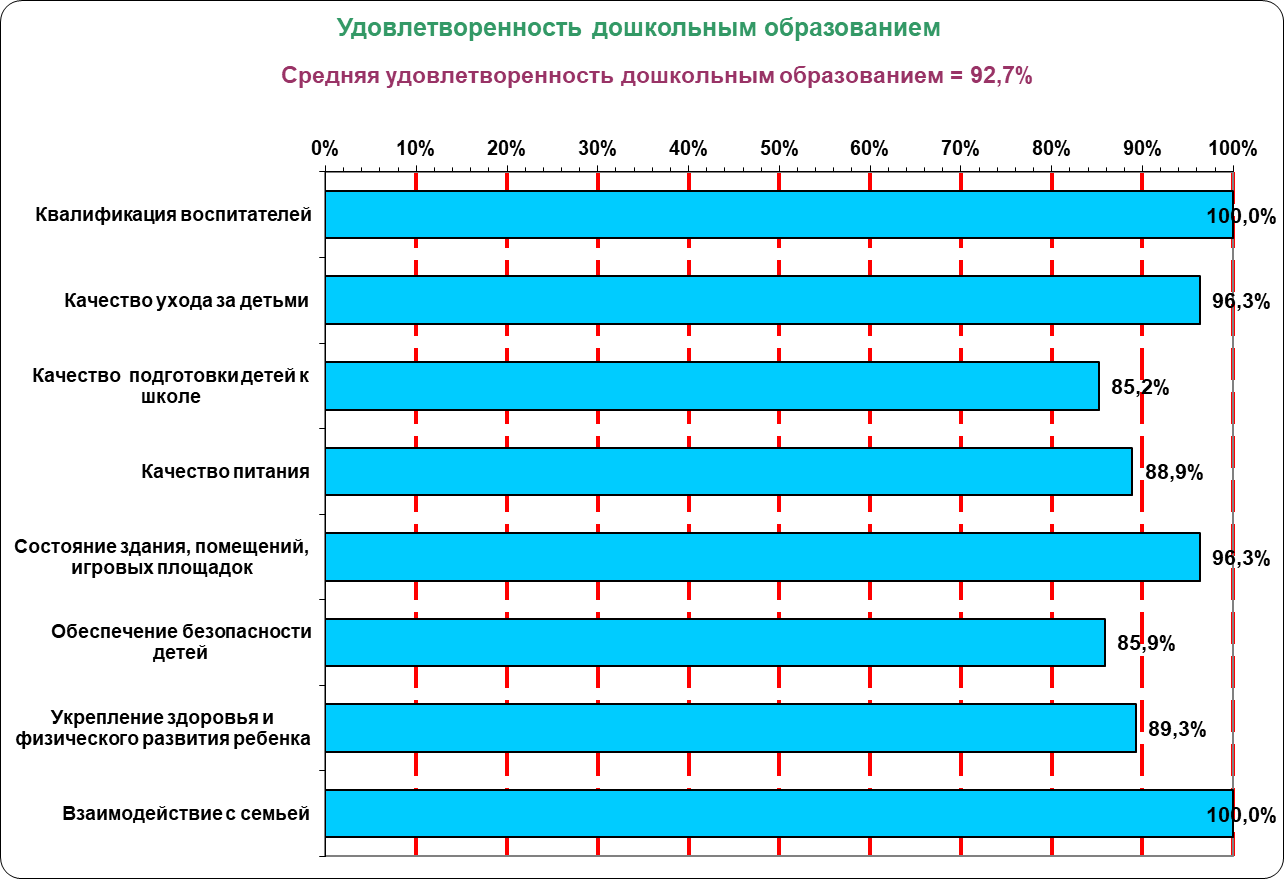 Удовлетворенность дошкольным образованием
Средняя удовлетворенность дошкольным образованием = 92,7%
0% 10% 20% 30% 40% 50% 60% 70% 80% 90% 100%
Квалификация воспитателей 100,0%
Качество ухода за детьми 96,3%
Качество подготовки детей к
школе
85,2%
Качество питания 88,9%
Состояние здания, помещений,
игровых площадок
96,3%
Обеспечение безопасности
детей
85,9%
Укрепление здоровья и
физического развития ребенка
89,3%
Взаимодействие с семьей 100,0%